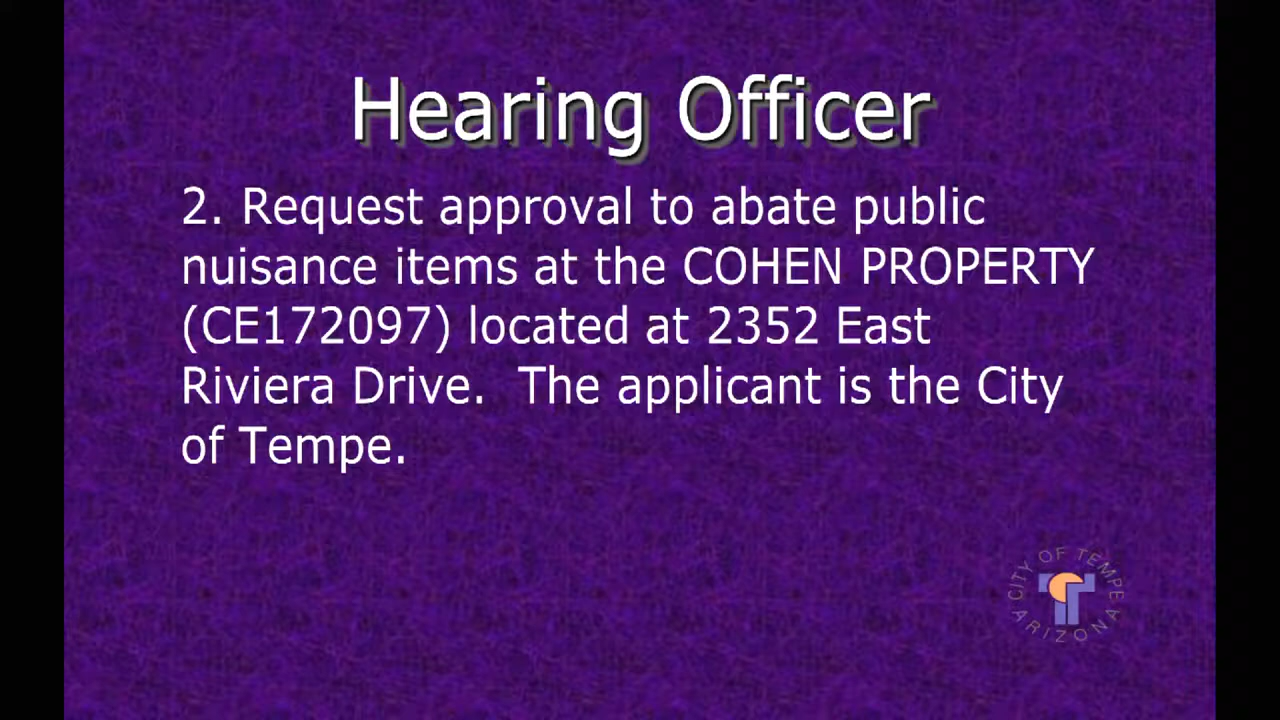 Hearing Officer
2. Request approval to abate public
nuisance items at the COHEN PROPERTY
(CE172097) located at 2352 East
Riviera Drive.  The applicant is the City
of Tempe.
CITY OF TEMPE
ARIZONA